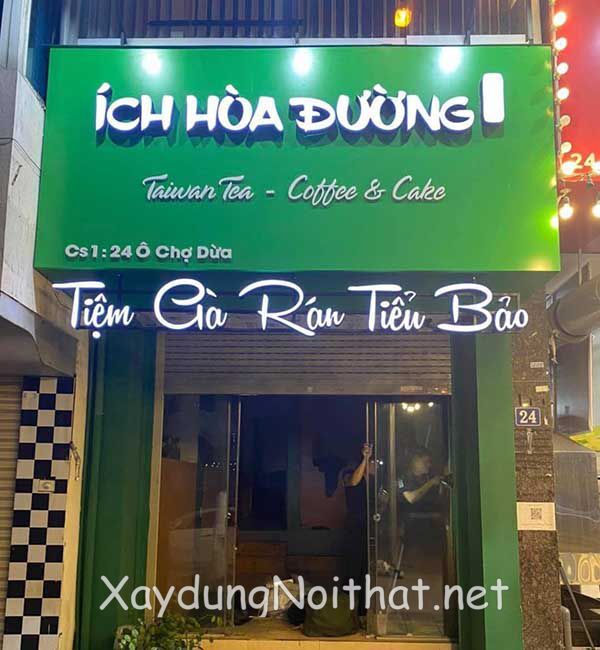 ÍCH HÒA ĐƯỜNG
Taiwan Tea - Coffee & Cake
Cs1: 24 Ô Chợ Dừa
Tiệm Gà Rán Tiểu Bảo
24
24
XaydungNoithat.net